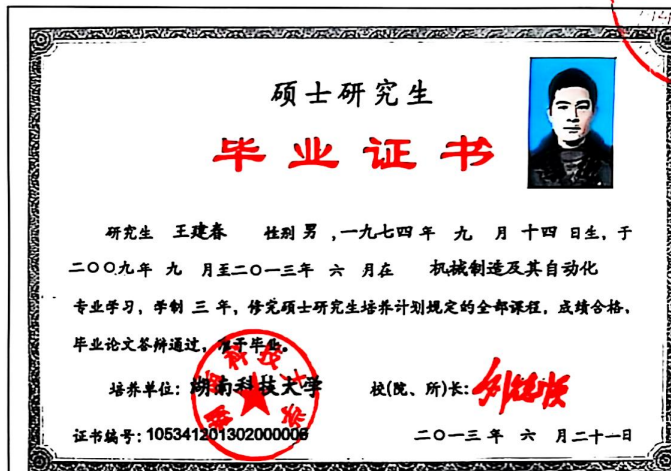 硕士研究生
毕业证书
研究生 王建春 性别 男，一九七四年 九 月 十四 日生，于
二〇〇九年 九 月至二〇一三年 六 月在 机械制造及其自动化
专业学习，学制 三 年，修完硕士研究生培养计划规定的全部课程，成绩合格，
毕业论文答辩通过，准予毕业。
培养单位：湖南科技大学 校(院、所)长：
证书编号：105341201302000006 二〇一三年 六 月二十一日